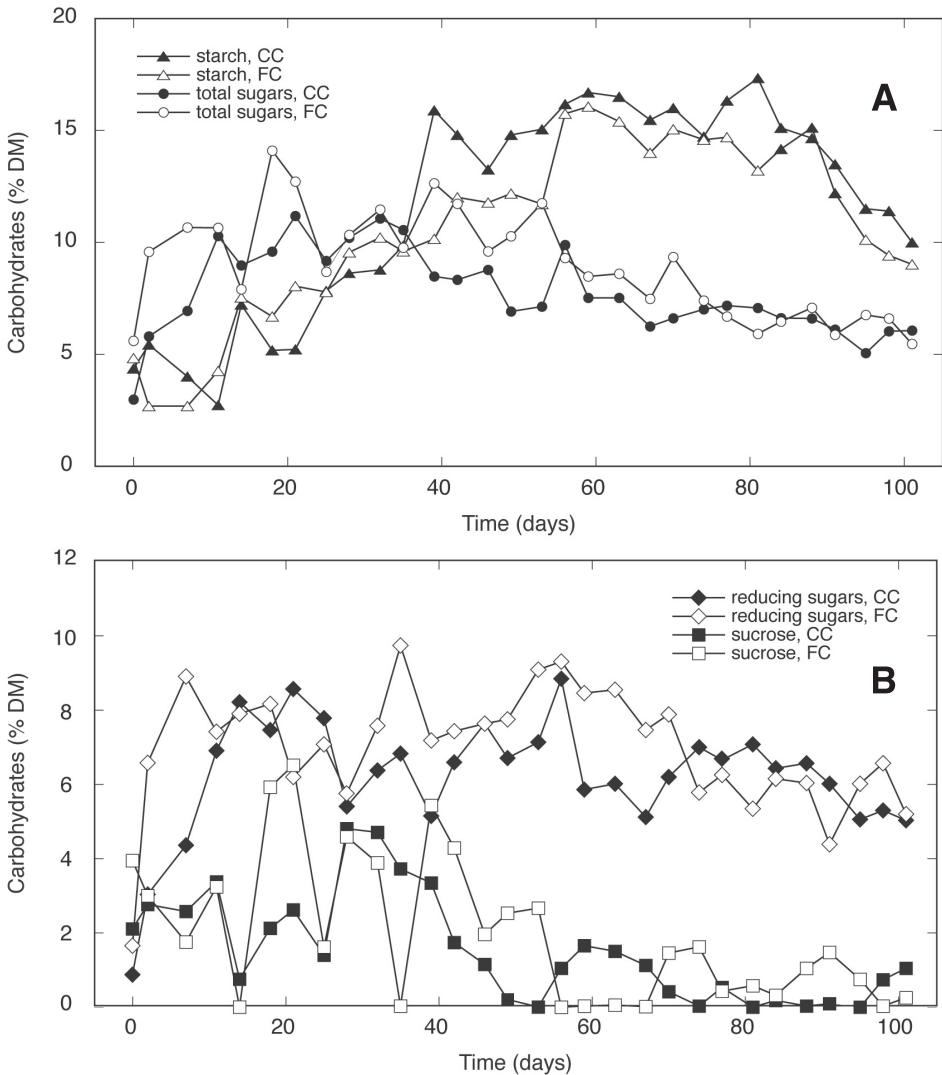 20
15
10
5
0
Carbohydrates (% DM)
starch, CC
starch, FC
total sugars, CC
total sugars, FC
A
0 20 40 60 80 100
Time (days)
12
10
8
6
4
2
0
Carbohydrates (% DM)
reducing sugars, CC
reducing sugars, FC
sucrose, CC
sucrose, FC
B
0 20 40 60 80 100
Time (days)